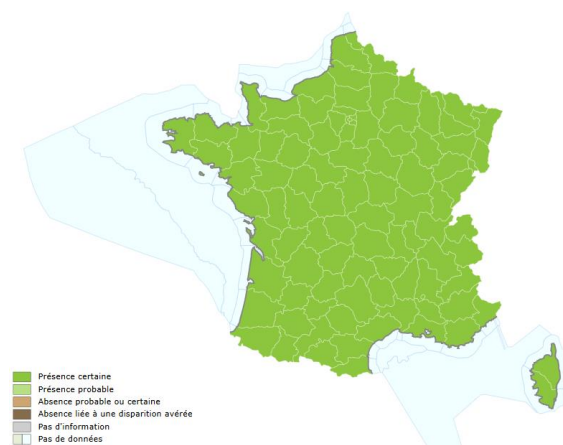 Présence certaine
Présence probable
Absence probable ou certaine
Absence liée à une disparition avérée
Pas d'information
Pas de données